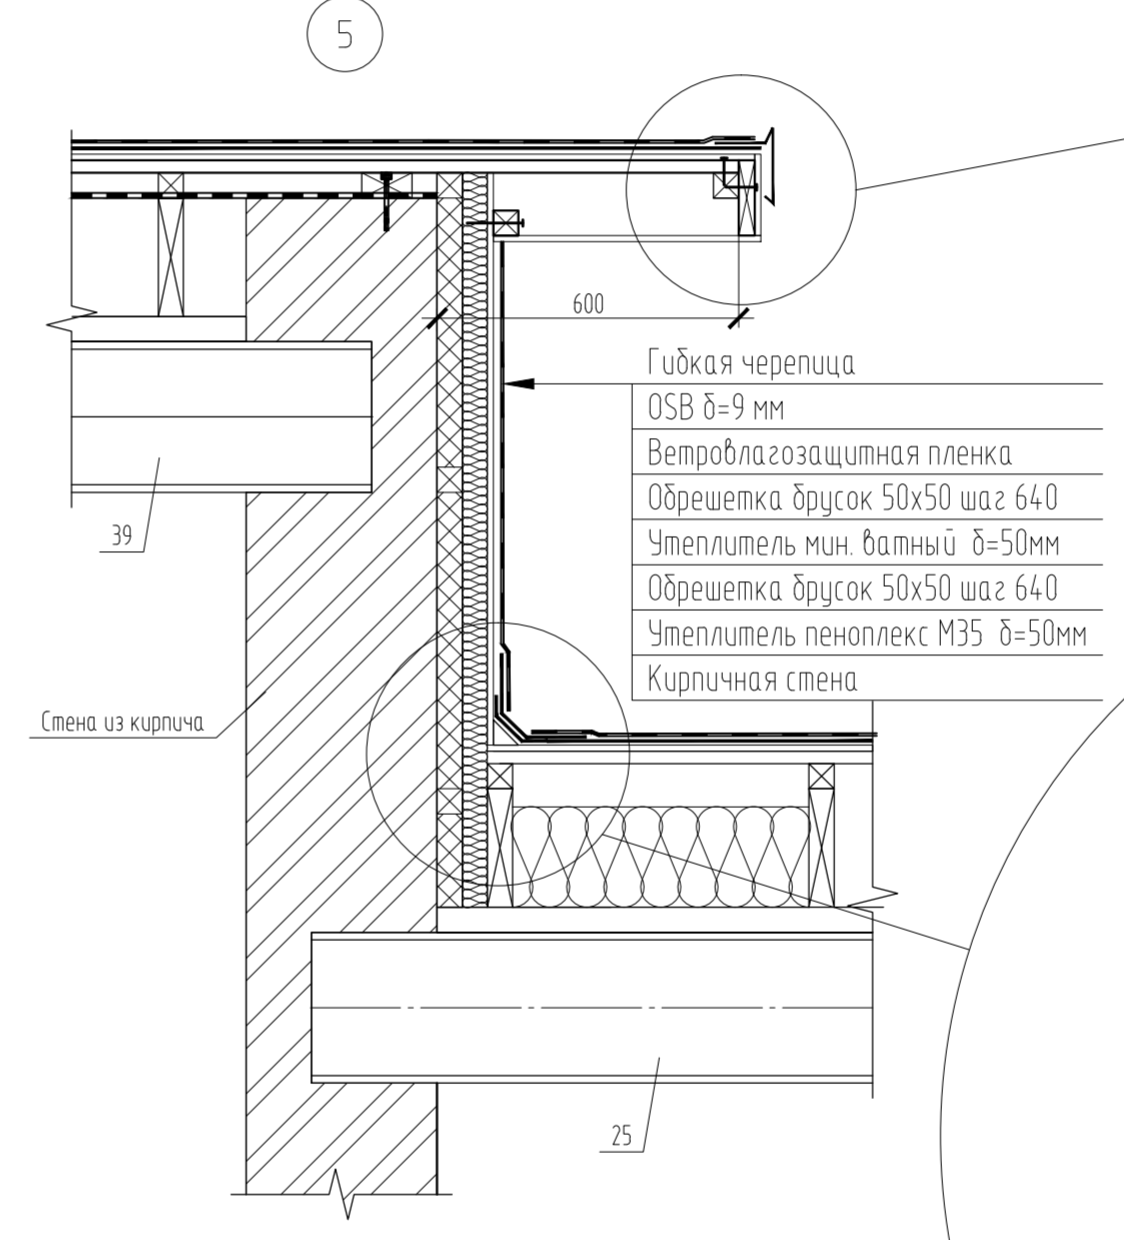 5
600
Гибкая черепица
OSB δ=9 мм
Ветровлагозащитная пленка
Обрешетка брусок 50х50 шаг 640
Утеплитель мин. ватный δ=50мм
Обрешетка брусок 50х50 шаг 640
Утеплитель пеноплекс М35 δ=50мм
Кирпичная стена
39
Стена из кирпича
25